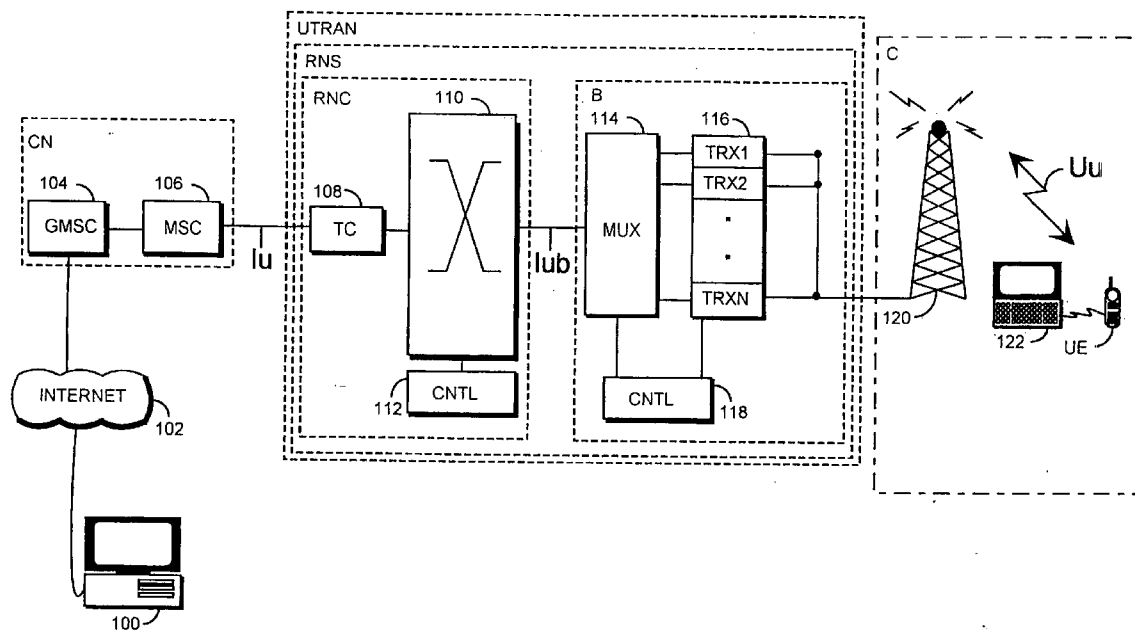 UTRAN
RNS
RNC
110
B
C
114
116
CN
104
106
108
GMSC
MSC
TC
MUX
TRX1
TRX2
TRXN
Iu
Iub
Uu
120
122
UE
INTERNET
102
112
CNTL
CNTL
118
100